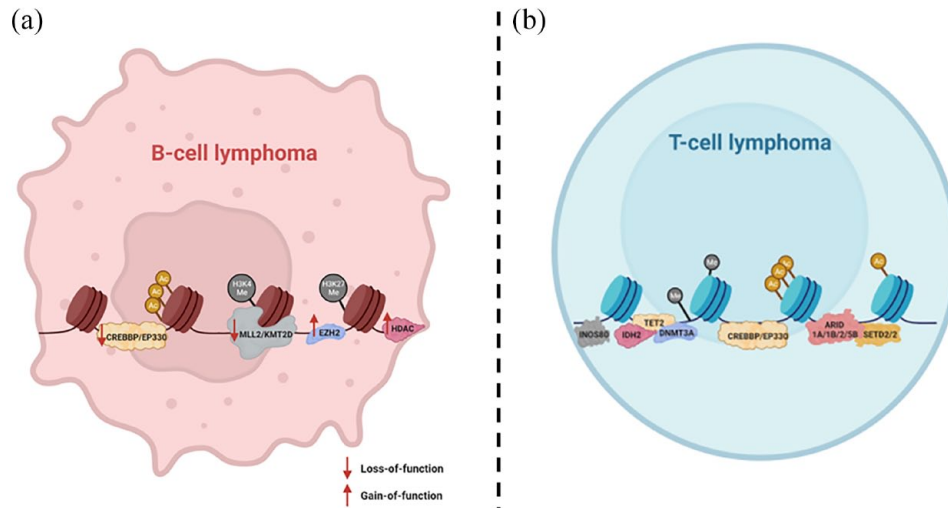 (a)
B-cell lymphoma
Ac
Ac
Ac
H3K4
Me
H3K27
Me
CREBBP/EP330
MLL2/KMT2D
EZH2
HDAC
Loss-of-function
Gain-of-function
(b)
T-cell lymphoma
Me
Me
Ac
Ac
Ac
Ac
INOS80
IDH2
TET2
DNMT3A
CREBBP/EP330
ARID
1A/1B/2/5B
SETD2/2